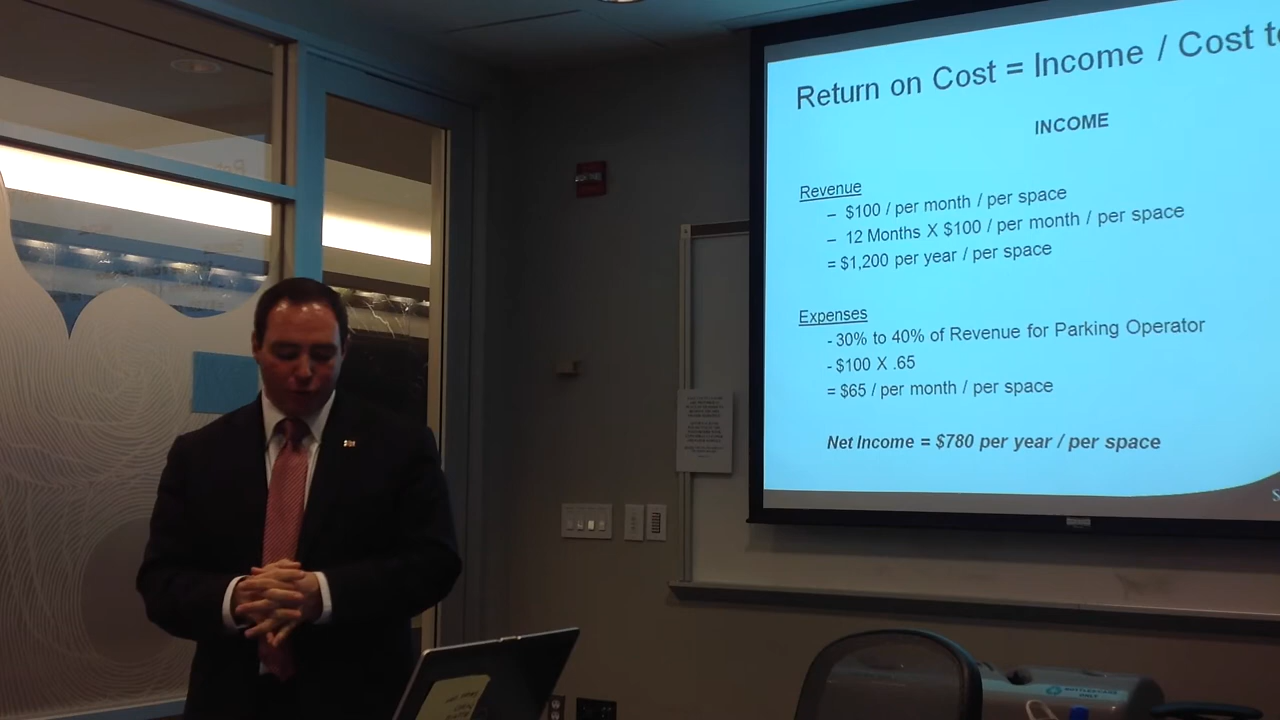 Return on Cost = Income / Cost t
INCOME
Revenue
– $100 / per month / per space
– 12 Months X $100 / per month / per space
= $1,200 per year / per space
Expenses
- 30% to 40% of Revenue for Parking Operator
- $100 X .65
= $65 / per month / per space
Net Income = $780 per year / per space
S